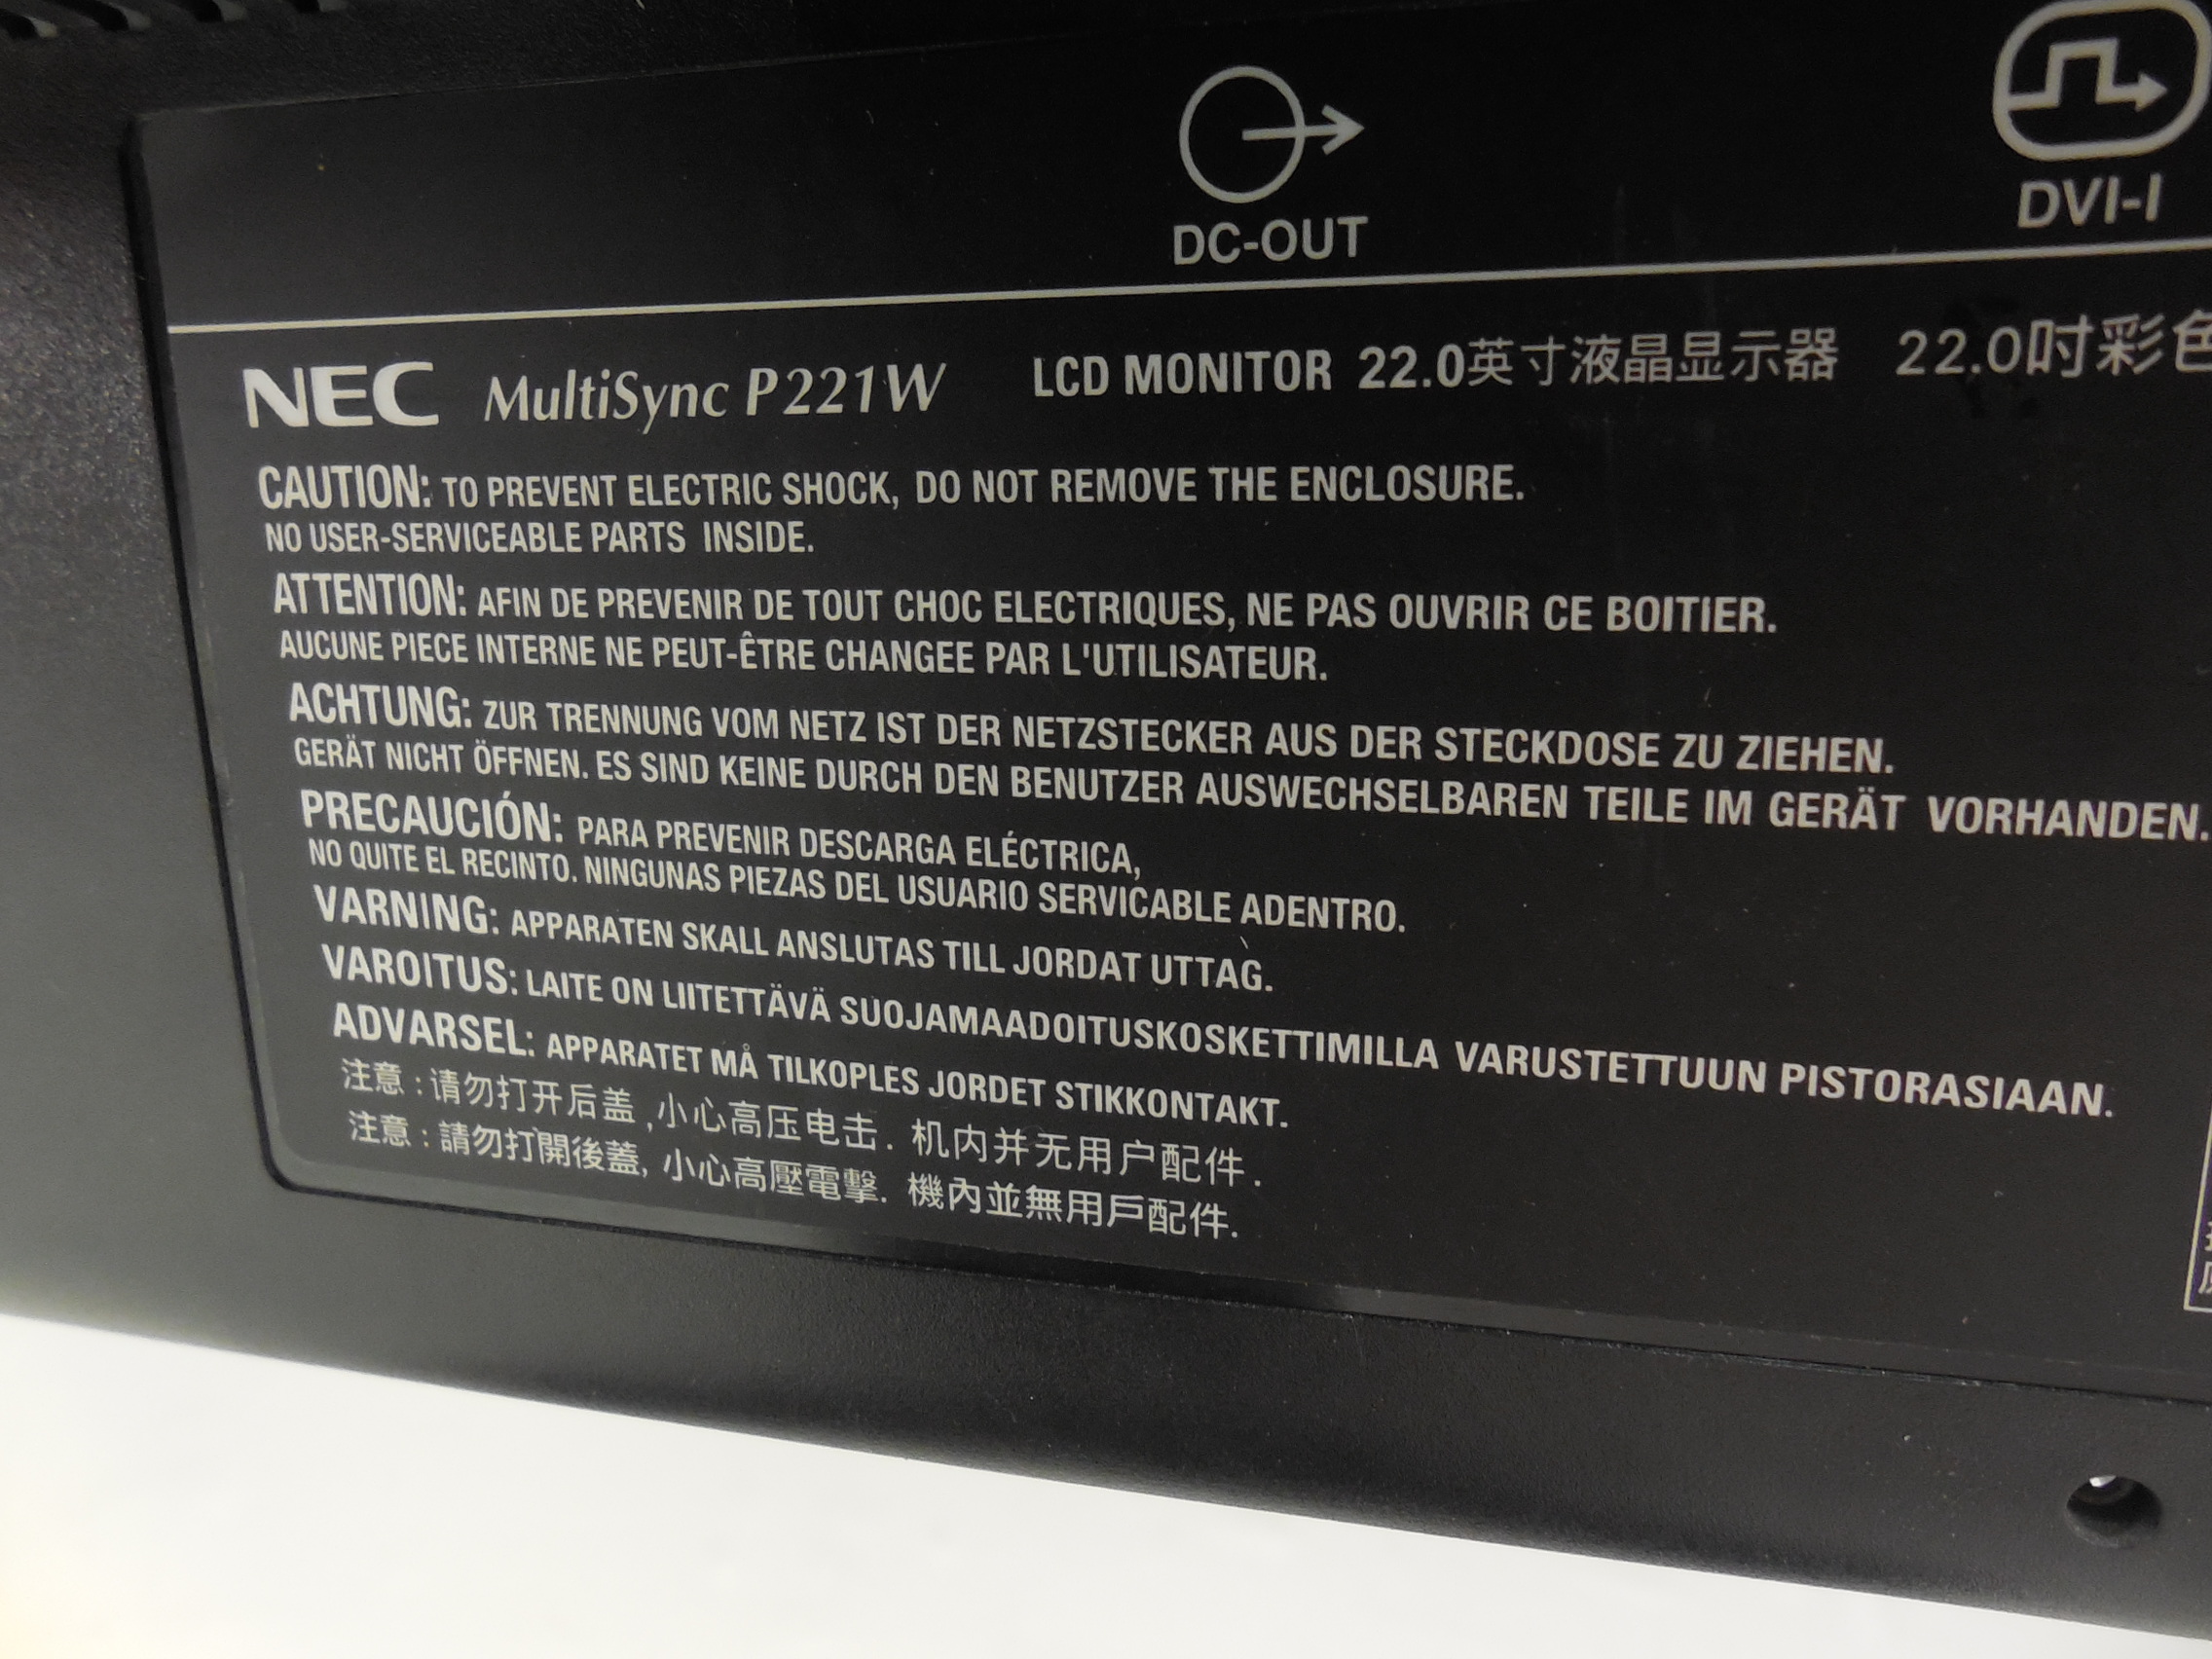 DC-OUT
DVI-I
NEC MultiSync P221W LCD MONITOR 22.0英寸液晶显示器 22.0吋彩色
CAUTION: TO PREVENT ELECTRIC SHOCK, DO NOT REMOVE THE ENCLOSURE.
NO USER-SERVICEABLE PARTS INSIDE.
ATTENTION: AFIN DE PREVENIR DE TOUT CHOC ELECTRIQUES, NE PAS OUVRIR CE BOITIER.
AUCUNE PIECE INTERNE NE PEUT-ÊTRE CHANGEE PAR L'UTILISATEUR.
ACHTUNG: ZUR TRENNUNG VOM NETZ IST DER NETZSTECKER AUS DER STECKDOSE ZU ZIEHEN.
GERÄT NICHT ÖFFNEN. ES SIND KEINE DURCH DEN BENUTZER AUSWECHSELBAREN TEILE IM GERÄT VORHANDEN.
PRECAUCIÓN: PARA PREVENIR DESCARGA ELÉCTRICA,
NO QUITE EL RECINTO. NINGUNAS PIEZAS DEL USUARIO SERVICABLE ADENTRO.
VARNING: APPARATEN SKALL ANSLUTAS TILL JORDAT UTTAG.
VAROITUS: LAITE ON LIITETTÄVÄ SUOJAMAADOITUSKOSKETTIMILLA VARUSTETTUUN PISTORASIAAN.
ADVARSEL: APPARATET MÅ TILKOPLES JORDET STIKKONTAKT.
注意:请勿打开后盖,小心高压电击. 机内并无用户配件.
注意:請勿打開後蓋, 小心高壓電擊. 機內並無用戶配件.